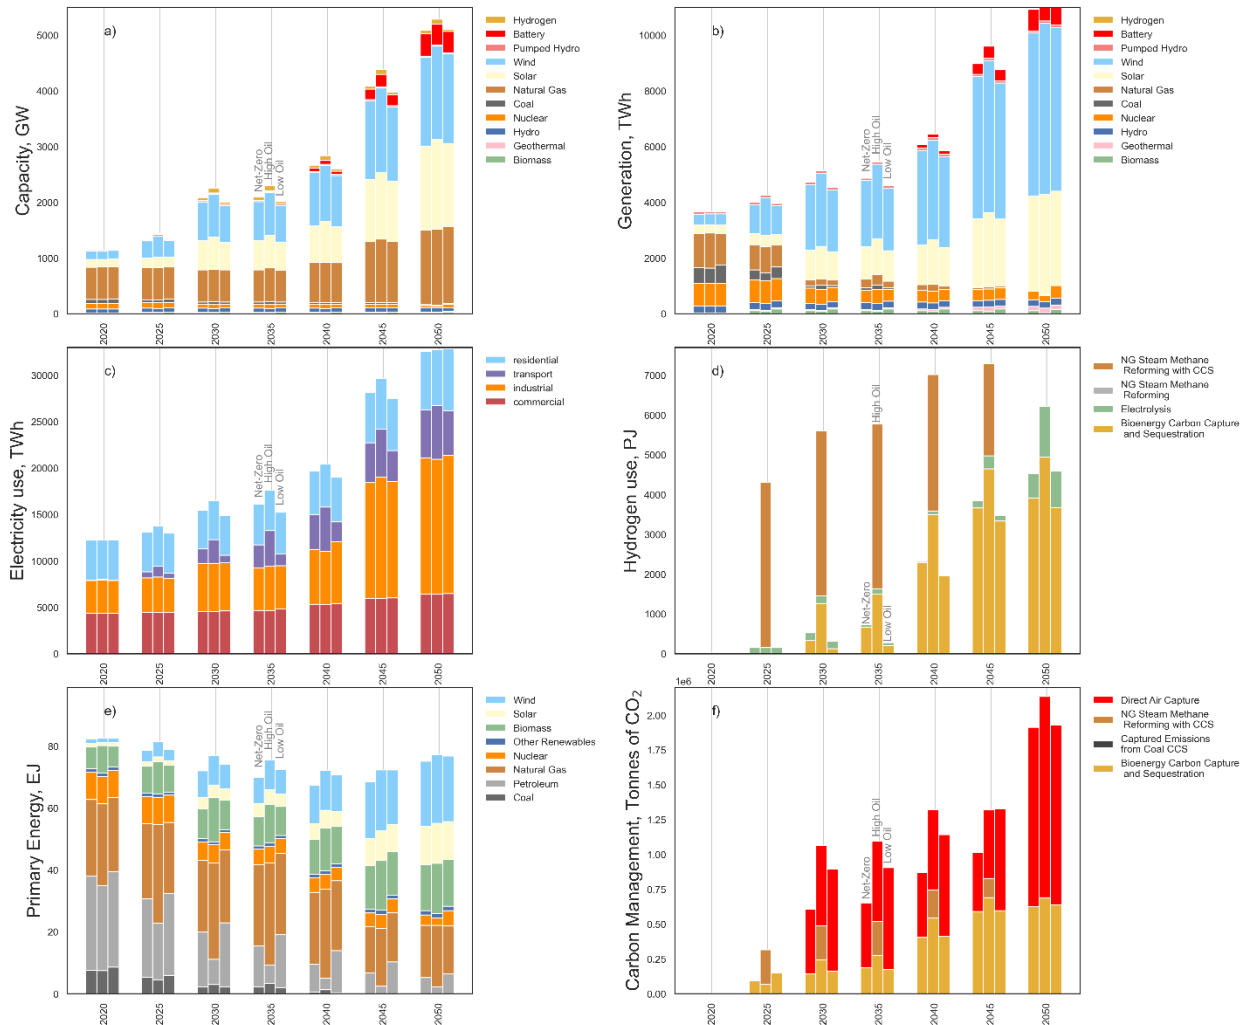 a)
Capacity, GW
5000
4000
3000
2000
1000
0
Net-Zero
High Oil
Low Oil
2020
2025
2030
2035
2040
2045
2050
Hydrogen
Battery
Pumped Hydro
Wind
Solar
Natural Gas
Coal
Nuclear
Hydro
Geothermal
Biomass
b)
Generation, TWh
10000
8000
6000
4000
2000
0
Net-Zero
High Oil
Low Oil
2020
2025
2030
2035
2040
2045
2050
Hydrogen
Battery
Pumped Hydro
Wind
Solar
Natural Gas
Coal
Nuclear
Hydro
Geothermal
Biomass
c)
Electricity use, TWh
30000
25000
20000
15000
10000
5000
0
Net-Zero
High Oil
Low Oil
2020
2025
2030
2035
2040
2045
2050
residential
transport
industrial
commercial
d)
Hydrogen use, PJ
7000
6000
5000
4000
3000
2000
1000
0
Net-Zero
High Oil
Low Oil
2020
2025
2030
2035
2040
2045
2050
NG Steam Methane
Reforming with CCS
NG Steam Methane
Reforming
Electrolysis
Bioenergy Carbon Capture
and Sequestration
e)
Primary Energy, EJ
80
60
40
20
0
Net-Zero
High Oil
Low Oil
2020
2025
2030
2035
2040
2045
2050
Wind
Solar
Biomass
Other Renewables
Nuclear
Natural Gas
Petroleum
Coal
1e6
f)
Carbon Management, Tonnes of CO2
2.00
1.75
1.50
1.25
1.00
0.75
0.50
0.25
0.00
Net-Zero
High Oil
Low Oil
2020
2025
2030
2035
2040
2045
2050
Direct Air Capture
NG Steam Methane
Reforming with CCS
Captured Emissions
from Coal CCS
Bioenergy Carbon Capture
and Sequestration